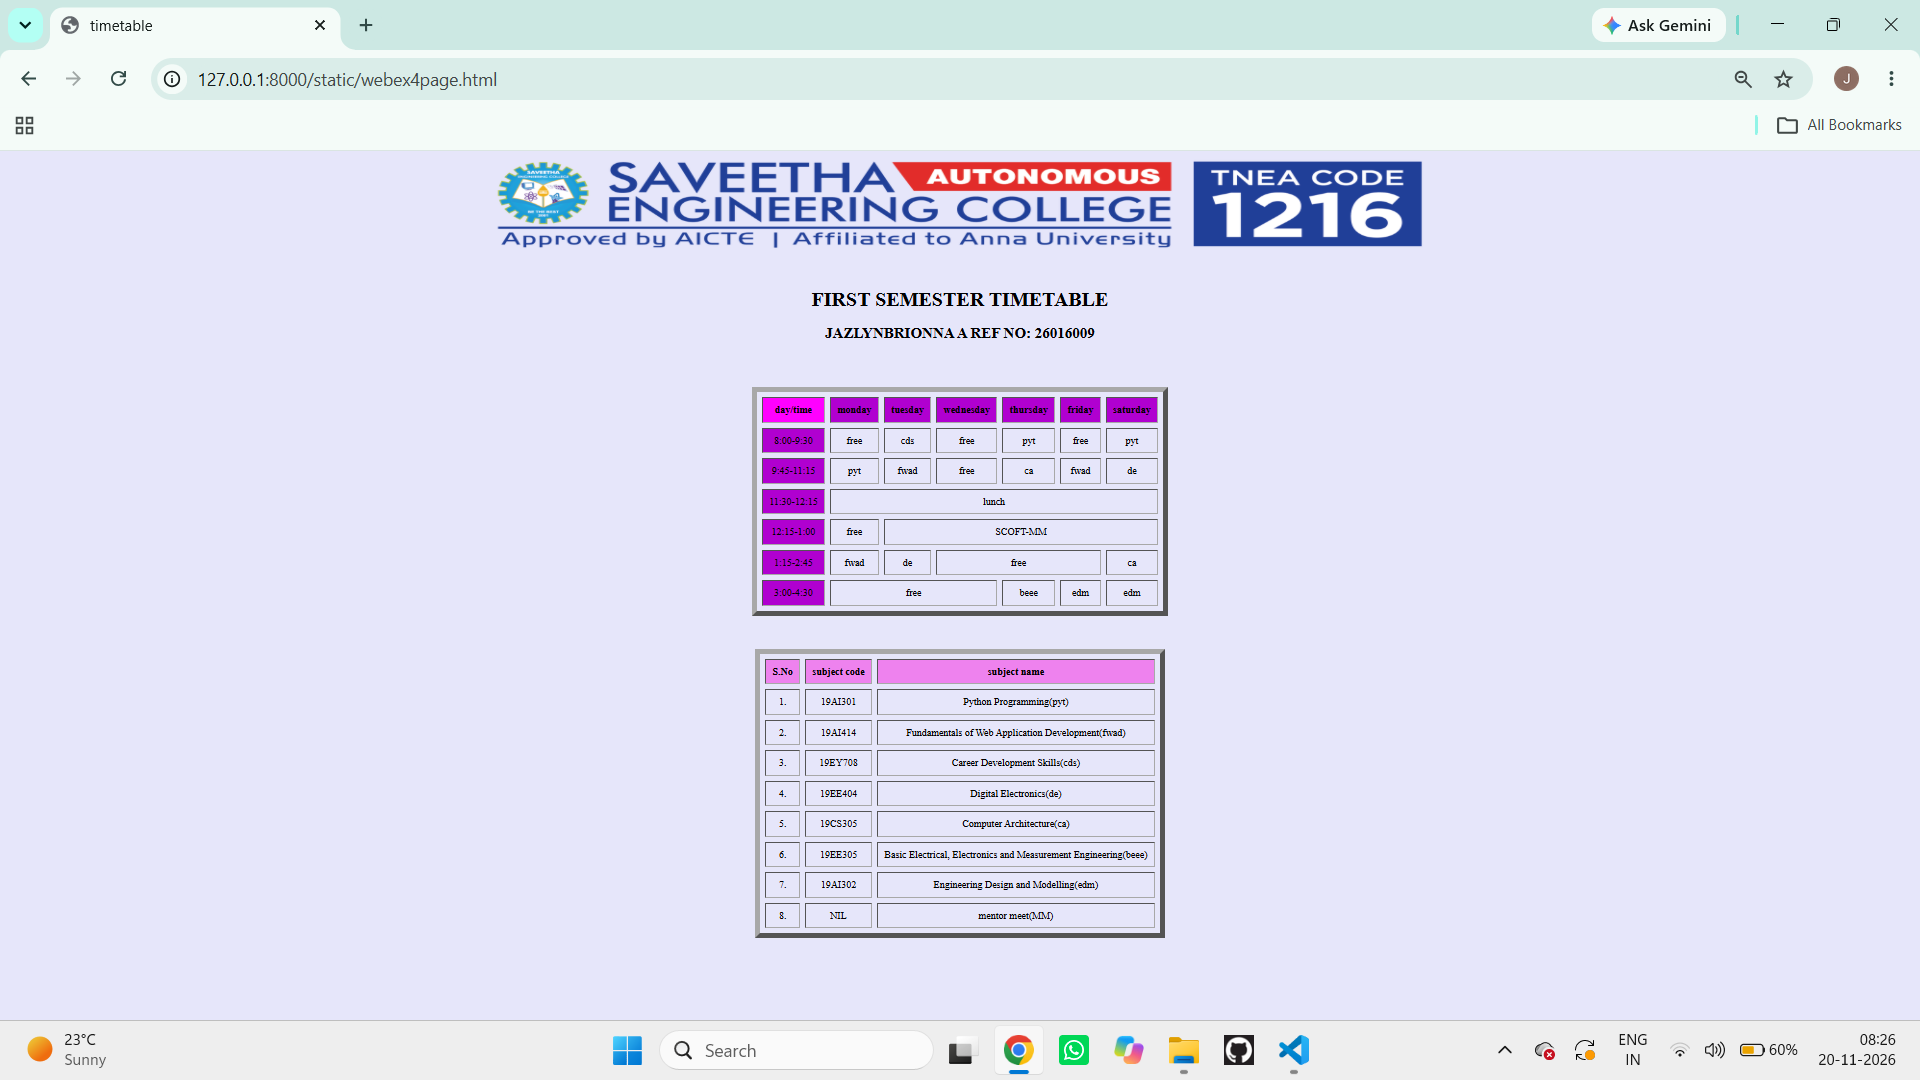 timetable
Ask Gemini
127.0.0.1:8000/static/webex4page.html
J
All Bookmarks
SAVEETHA
ENGINEERING COLLEGE
SAVEETHA AUTONOMOUS
ENGINEERING COLLEGE
Approved by AICTE | Affiliated to Anna University
TNEA CODE
1216
FIRST SEMESTER TIMETABLE
JAZLYNBRIONNA A REF NO: 26016009
day/time monday tuesday wednesday thursday friday saturday
8:00-9:30 free cds free pyt free pyt
9:45-11:15 pyt fwad free ca fwad de
11:30-12:15 lunch
12:15-1:00 free SCOFT-MM
1:15-2:45 fwad de free ca
3:00-4:30 free beee edm edm
S.No subject code subject name
1. 19AI301 Python Programming(pyt)
2. 19AI414 Fundamentals of Web Application Development(fwad)
3. 19EY708 Career Development Skills(cds)
4. 19EE404 Digital Electronics(de)
5. 19CS305 Computer Architecture(ca)
6. 19EE305 Basic Electrical, Electronics and Measurement Engineering(beee)
7. 19AI302 Engineering Design and Modelling(edm)
8. NIL mentor meet(MM)
23°C
Sunny
Search
ENG
IN
60%
08:26
20-11-2026